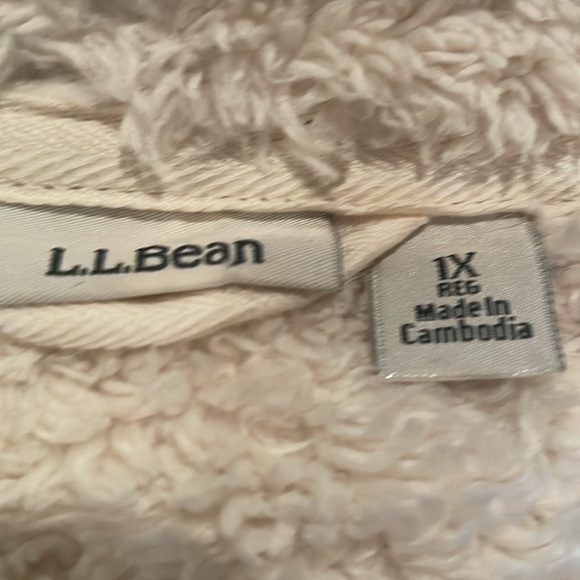 L.L.Bean
1X
REG
Made In
Cambodia